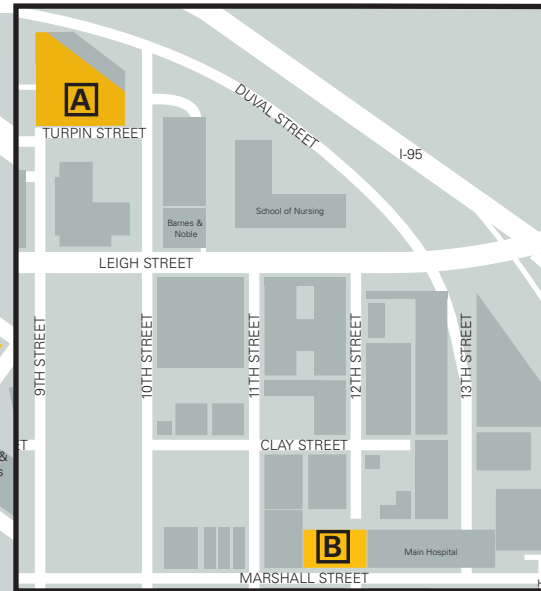 A
TURPIN STREET
DUVAL STREET
I-95
School of Nursing
Barnes &
Noble
LEIGH STREET
9TH STREET
10TH STREET
11TH STREET
12TH STREET
13TH STREET
CLAY STREET
&
s
B
Main Hospital
MARSHALL STREET